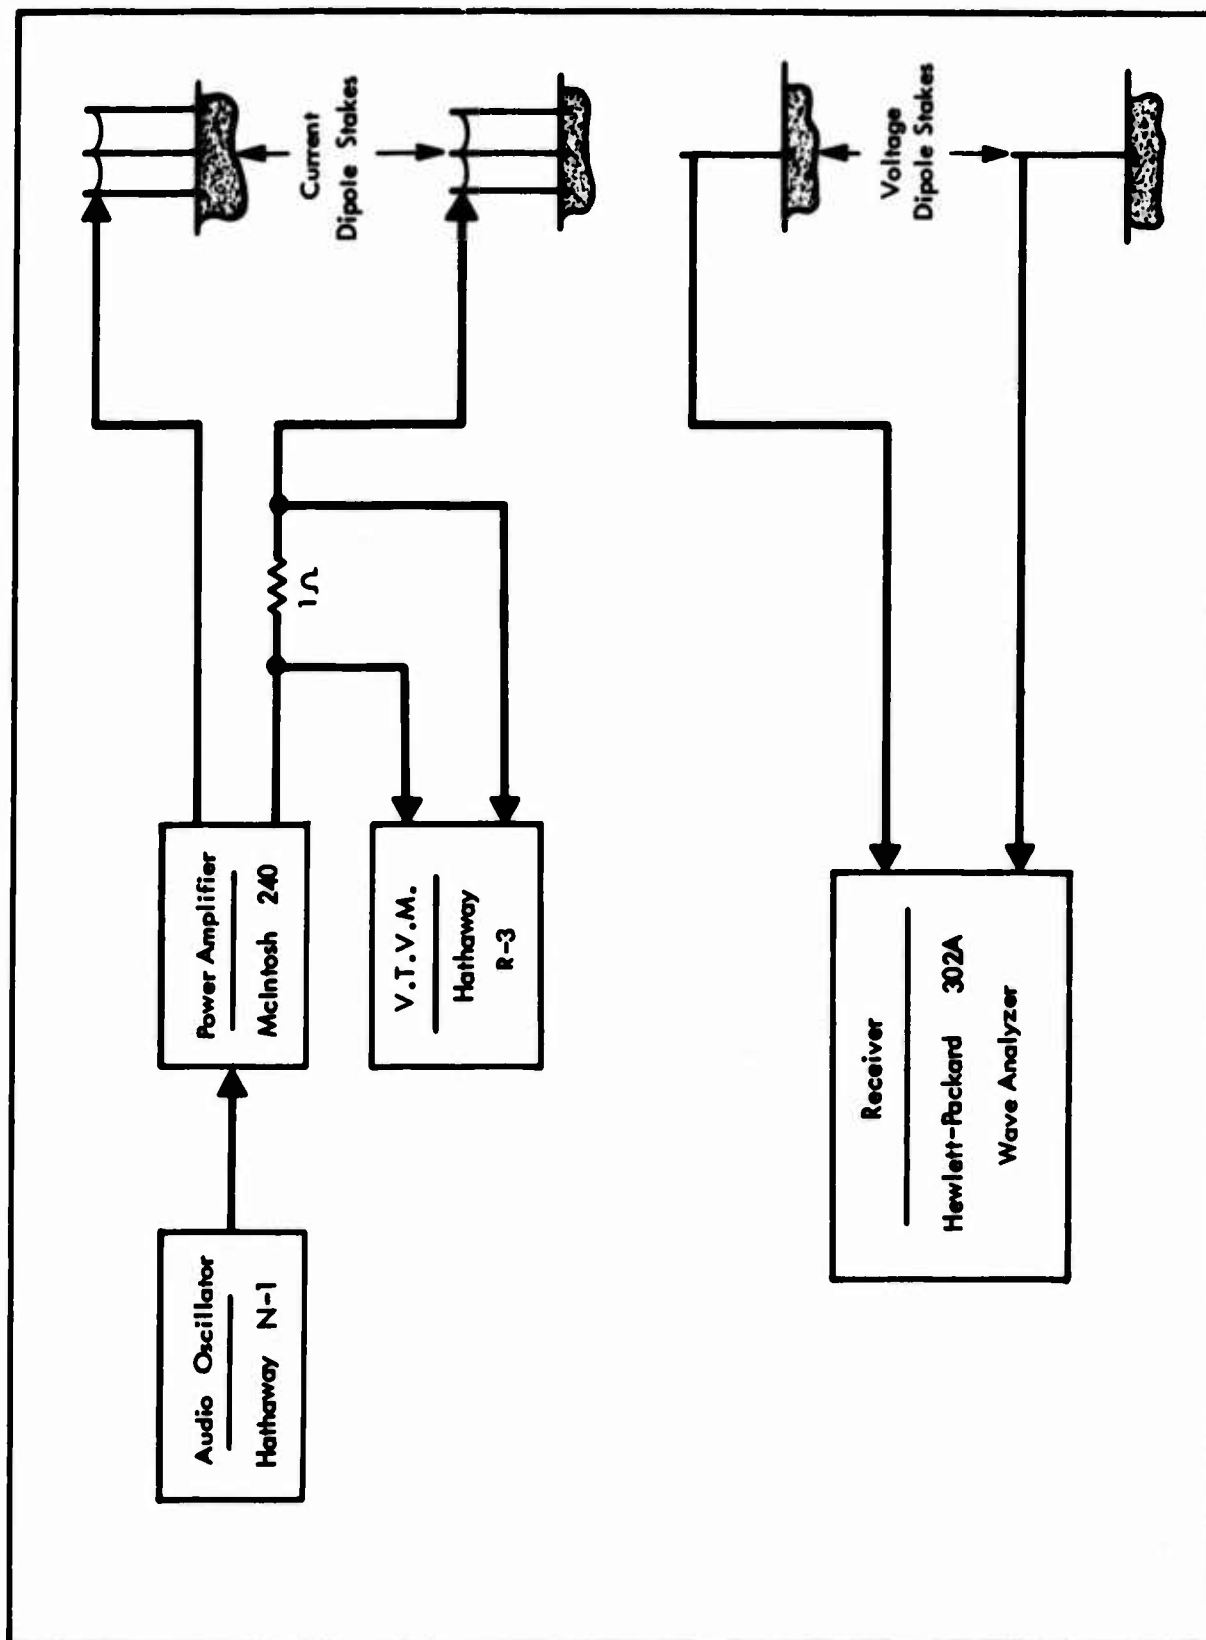 Audio Oscillator
Hathaway N-1
Power Amplifier
McIntosh 240
V.T.V.M.
Hathaway
R-3
1Ω
Current
Dipole Stakes
Receiver
Hewlett-Packard 302A
Wave Analyzer
Voltage
Dipole Stakes